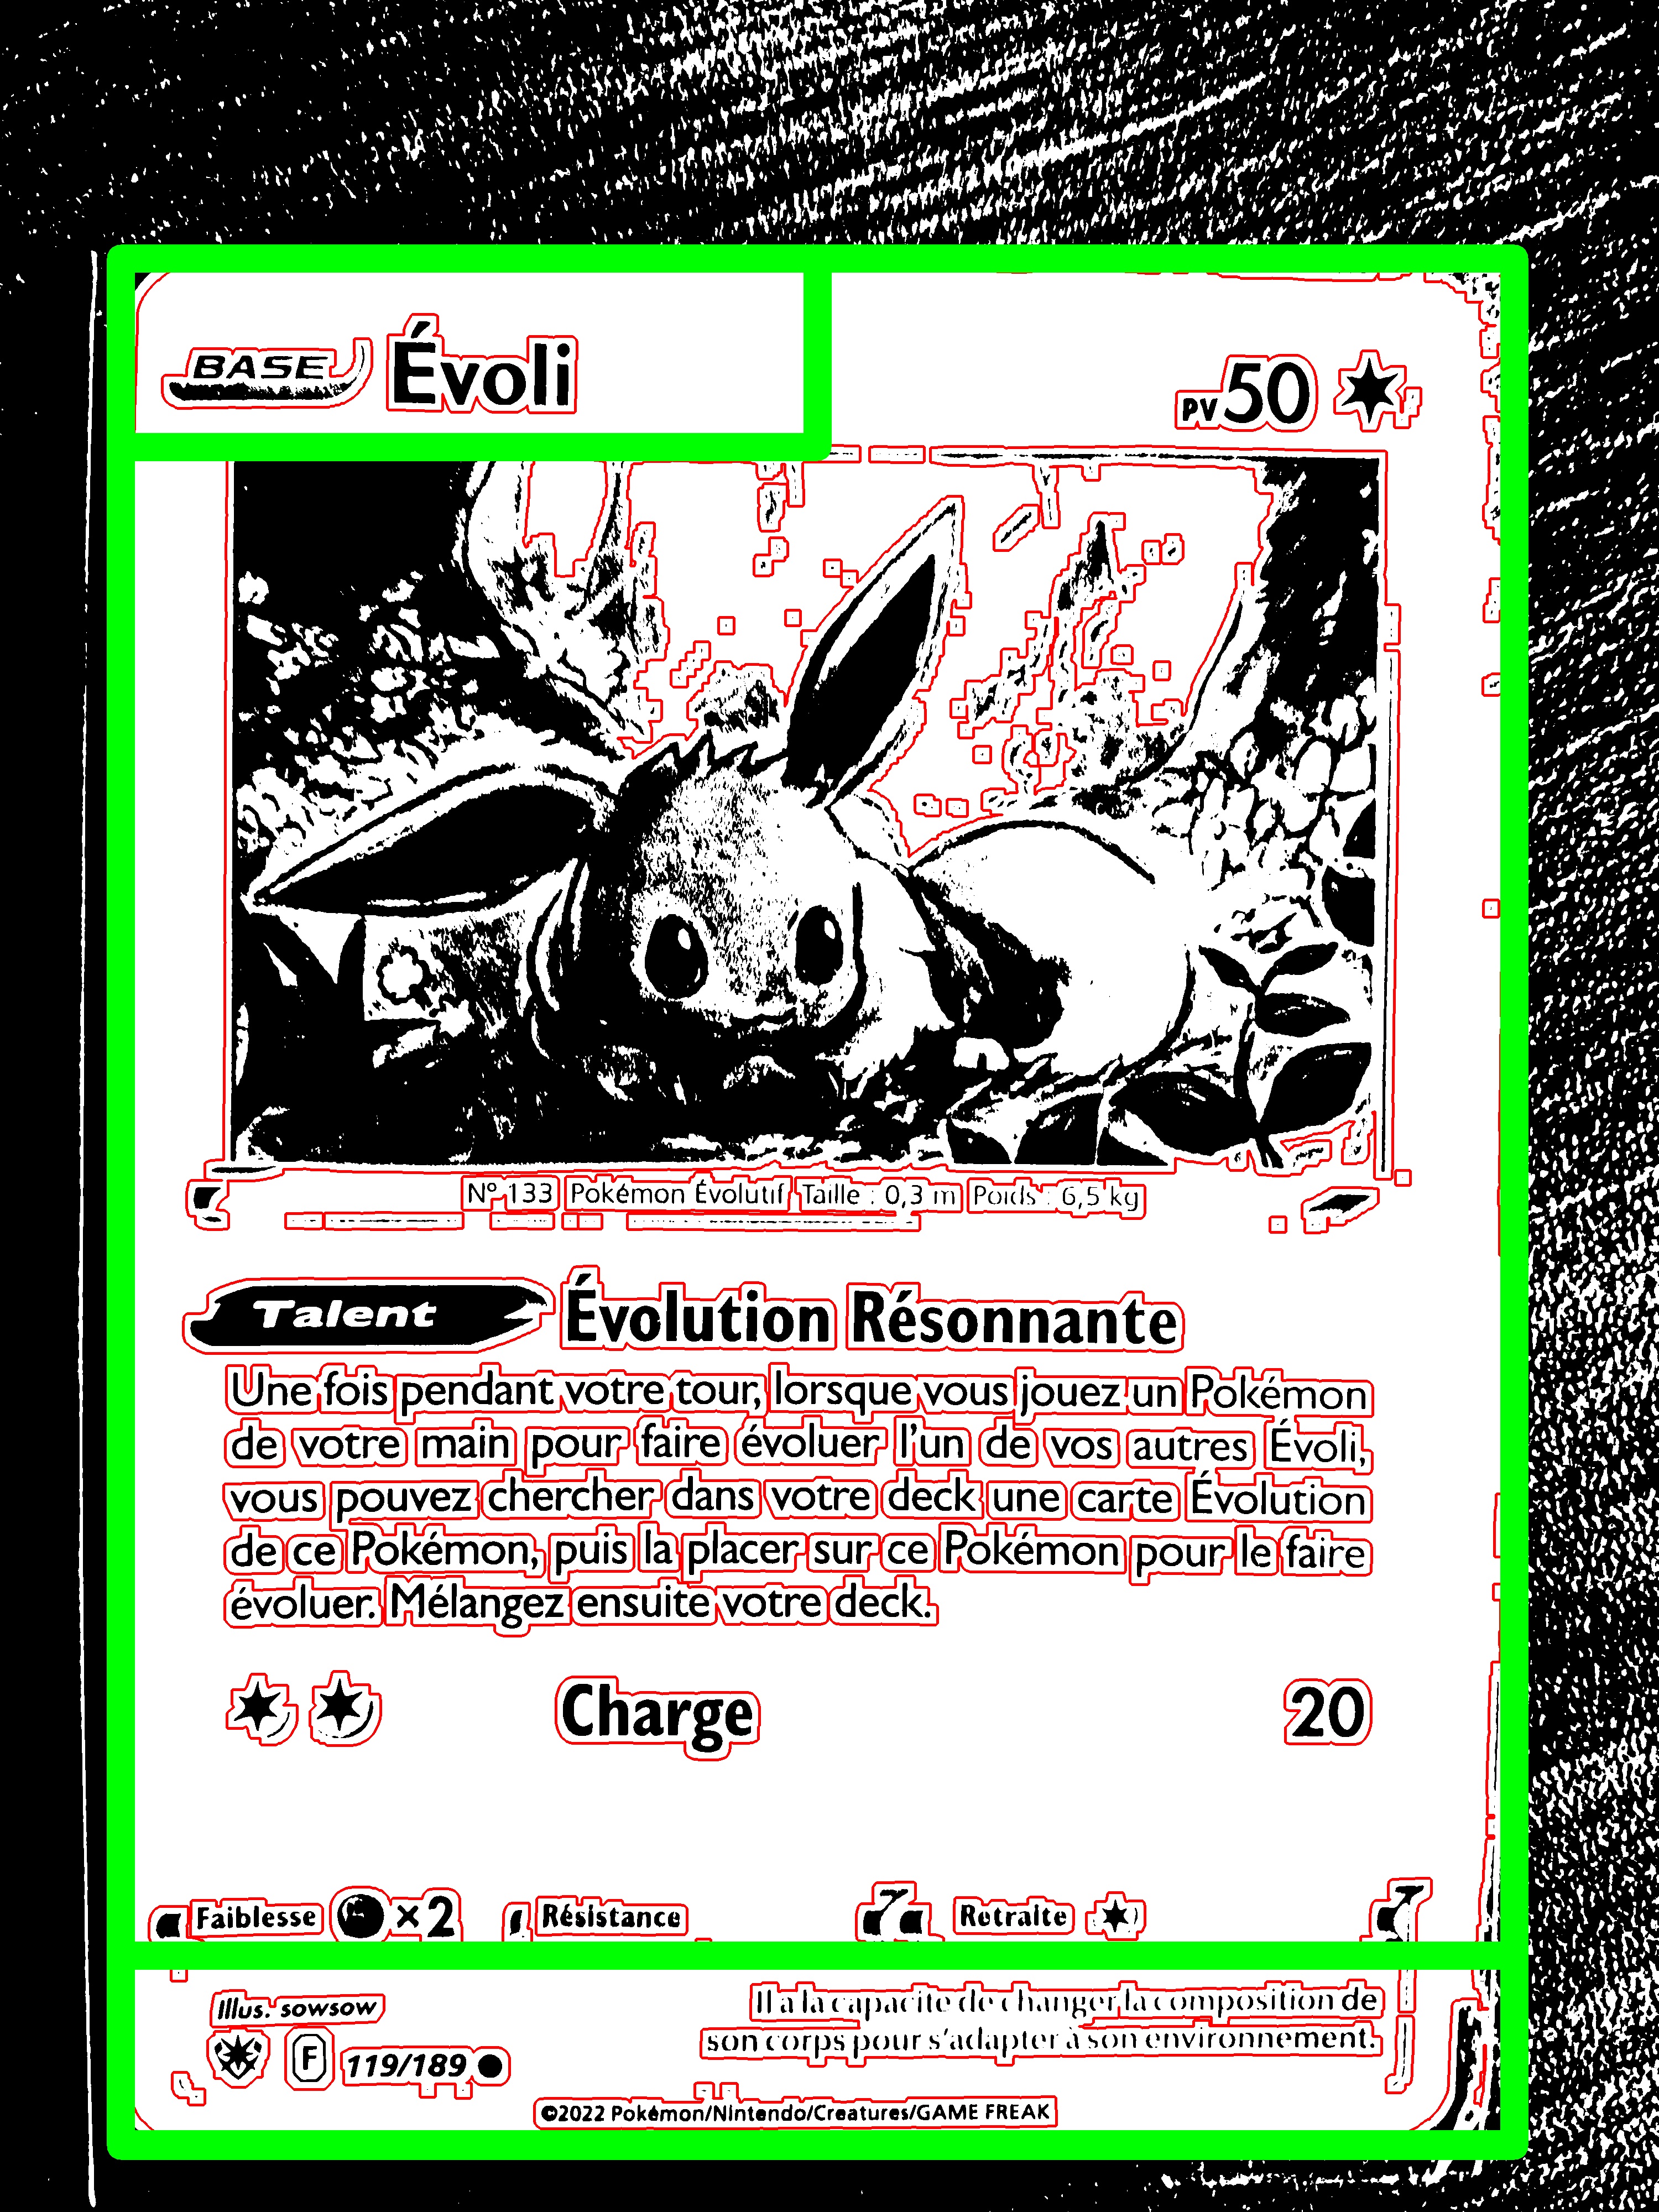 BASE Évoli PV 50
N° 133 Pokémon Évolutif Taille : 0,3 m Poids : 6,5 kg
Talent Évolution Résonnante
Une fois pendant votre tour, lorsque vous jouez un Pokémon
de votre main pour faire évoluer l'un de vos autres Évoli,
vous pouvez chercher dans votre deck une carte Évolution
de ce Pokémon, puis la placer sur ce Pokémon pour le faire
évoluer. Mélangez ensuite votre deck.
Charge 20
Faiblesse ×2 Résistance Retraite
Illus. sowsow
Il a la capacité de changer la composition de
son corps pour s'adapter à son environnement.
F 119/189
©2022 Pokémon/Nintendo/Creatures/GAME FREAK